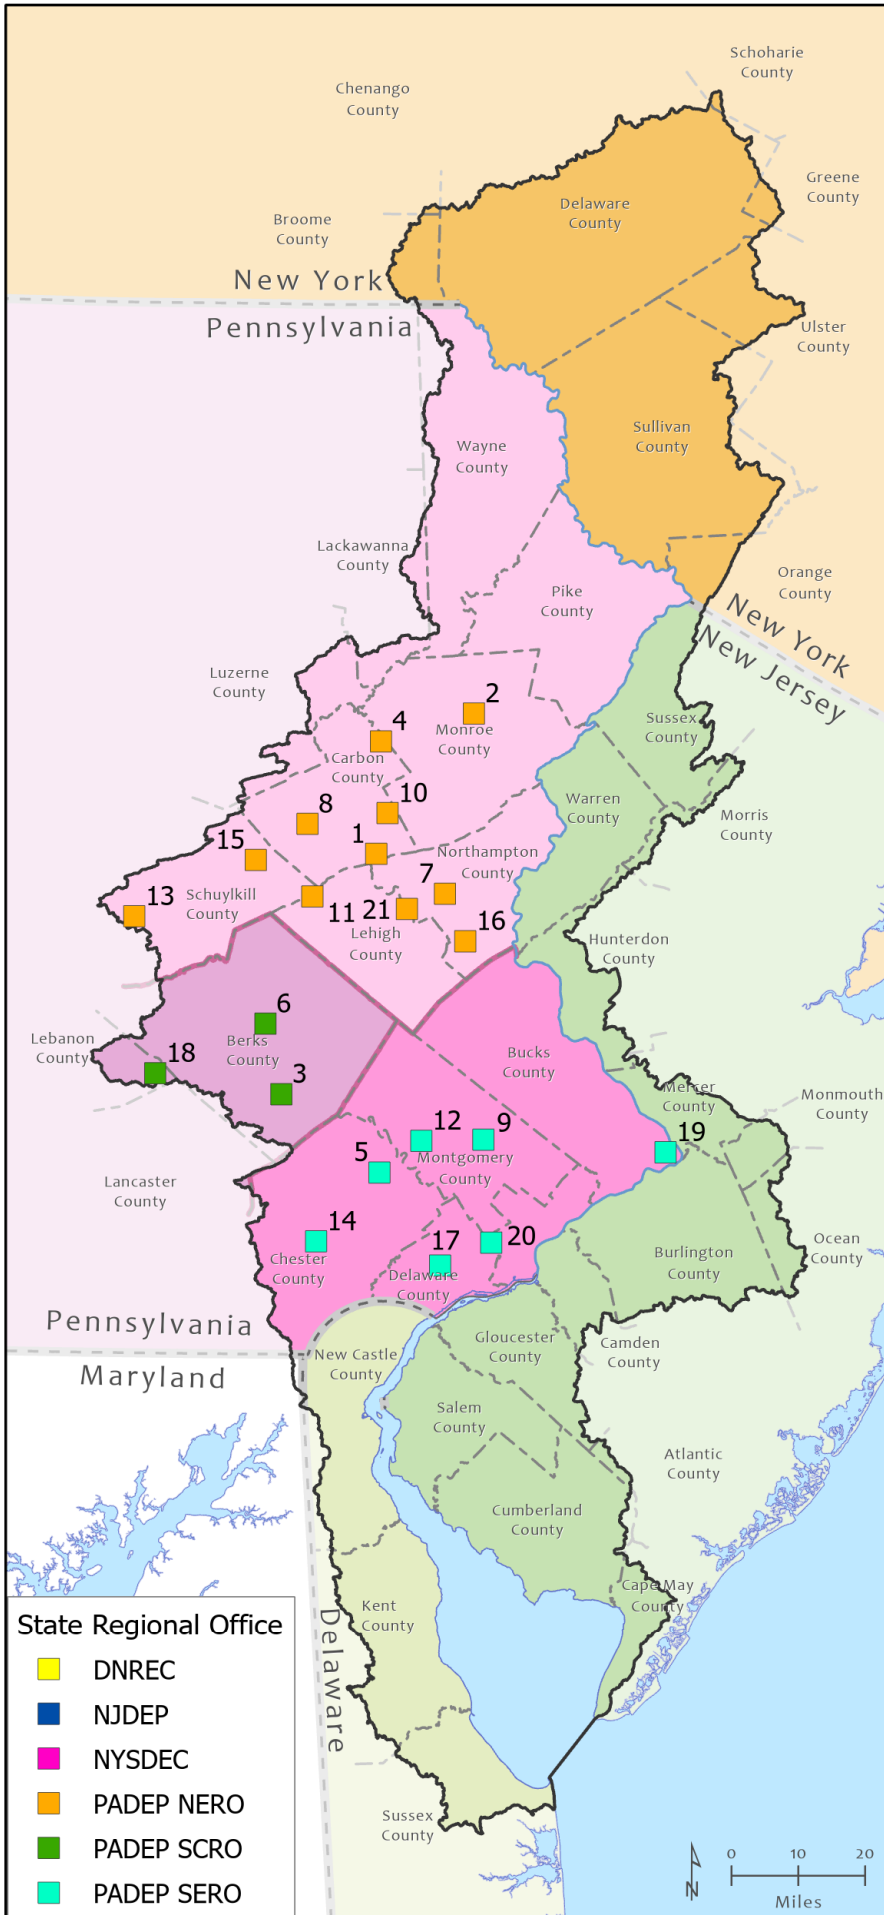 Schoharie
County
Chenango
County
Greene
County
Delaware
County
Broome
County
New York
Pennsylvania
Ulster
County
Sullivan
County
Wayne
County
Lackawanna
County
Orange
County
Pike
County
New York
New Jersey
Luzerne
County
2
Sussex
County
4
Monroe
County
Carbon
County
Warren
County
8
10
Morris
County
15
1
Northampton
County
7
13
Schuylkill
County
11
21
16
Lehigh
County
Hunterdon
County
6
Lebanon
County
Berks
County
18
Bucks
County
3
Mercer
County
Monmouth
County
12
9
19
5
Montgomery
County
Lancaster
County
14
17
20
Chester
County
Delaware
County
Burlington
County
Ocean
County
Pennsylvania
Maryland
New Castle
County
Gloucester
County
Camden
County
Salem
County
Atlantic
County
Cumberland
County
Cape May
County
Kent
County
Delaware
Sussex
County
State Regional Office
DNREC
NJDEP
NYSDEC
PADEP NERO
PADEP SCRO
PADEP SERO
N
0 10 20
Miles